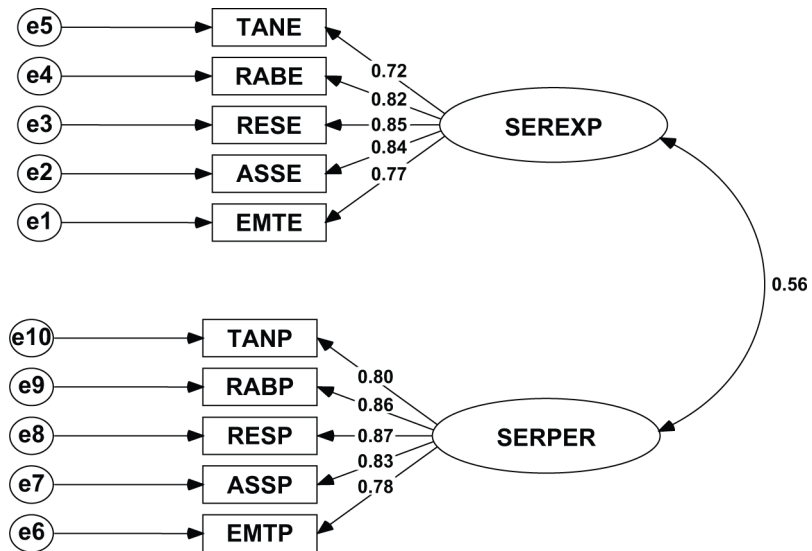 e5 TANE
0.72
e4 RABE
0.82
e3 RESE 0.85 SEREXP
e2 ASSE 0.84
0.77
e1 EMTE
0.56
e10 TANP
0.80
e9 RABP
0.86
e8 RESP 0.87 SERPER
0.83
e7 ASSP
0.78
e6 EMTP